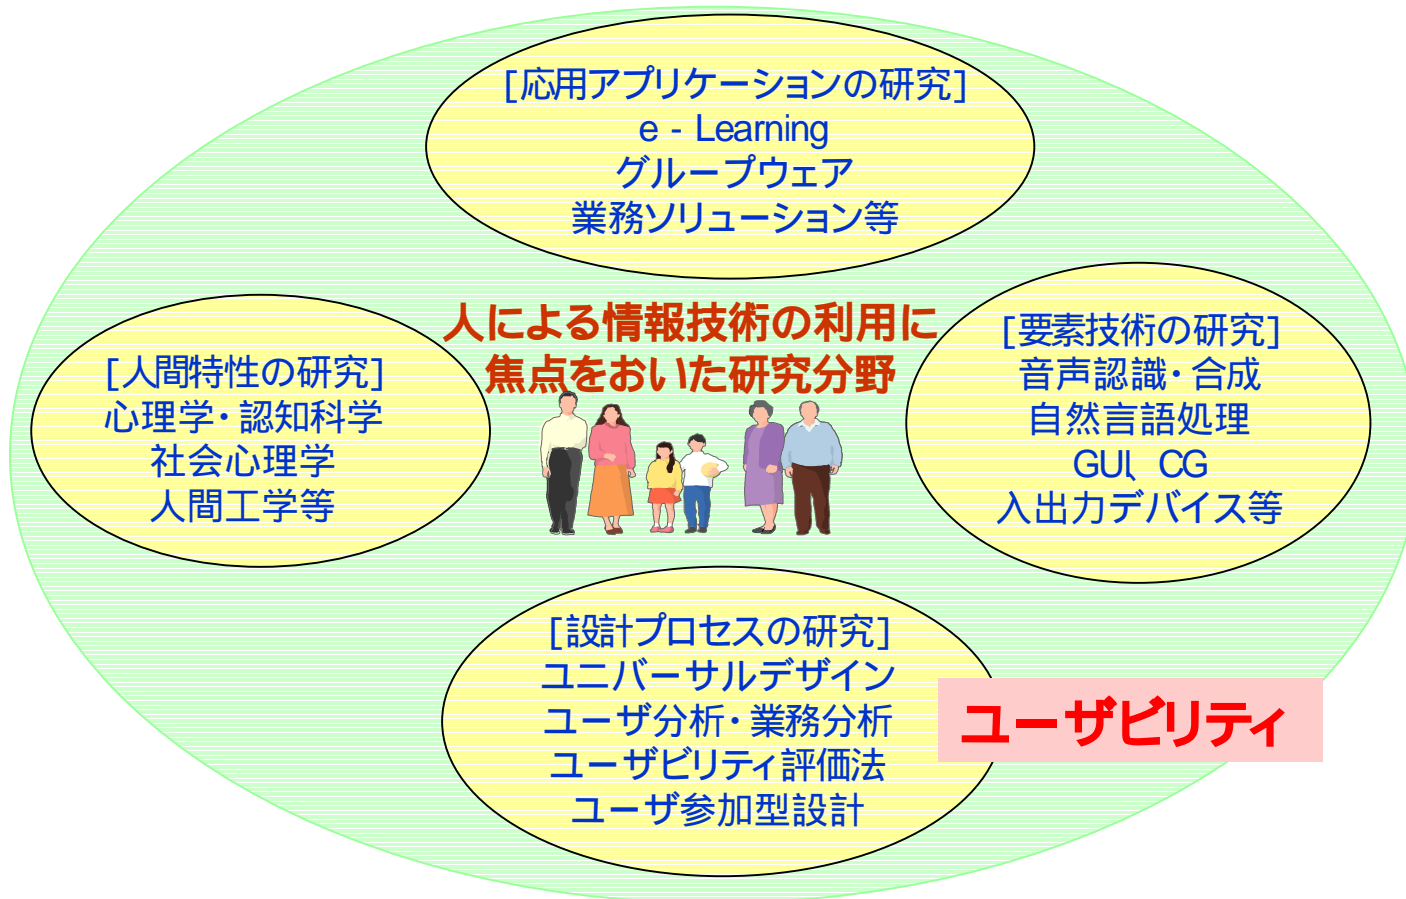 [応用アプリケーションの研究]
e - Learning
グループウェア
業務ソリューション等
人による情報技術の利用に
焦点をおいた研究分野
[人間特性の研究]
心理学・認知科学
社会心理学
人間工学等
[要素技術の研究]
音声認識・合成
自然言語処理
GUI、CG
入出力デバイス等
[設計プロセスの研究]
ユニバーサルデザイン
ユーザ分析・業務分析
ユーザビリティ評価法
ユーザ参加型設計
ユーザビリティ